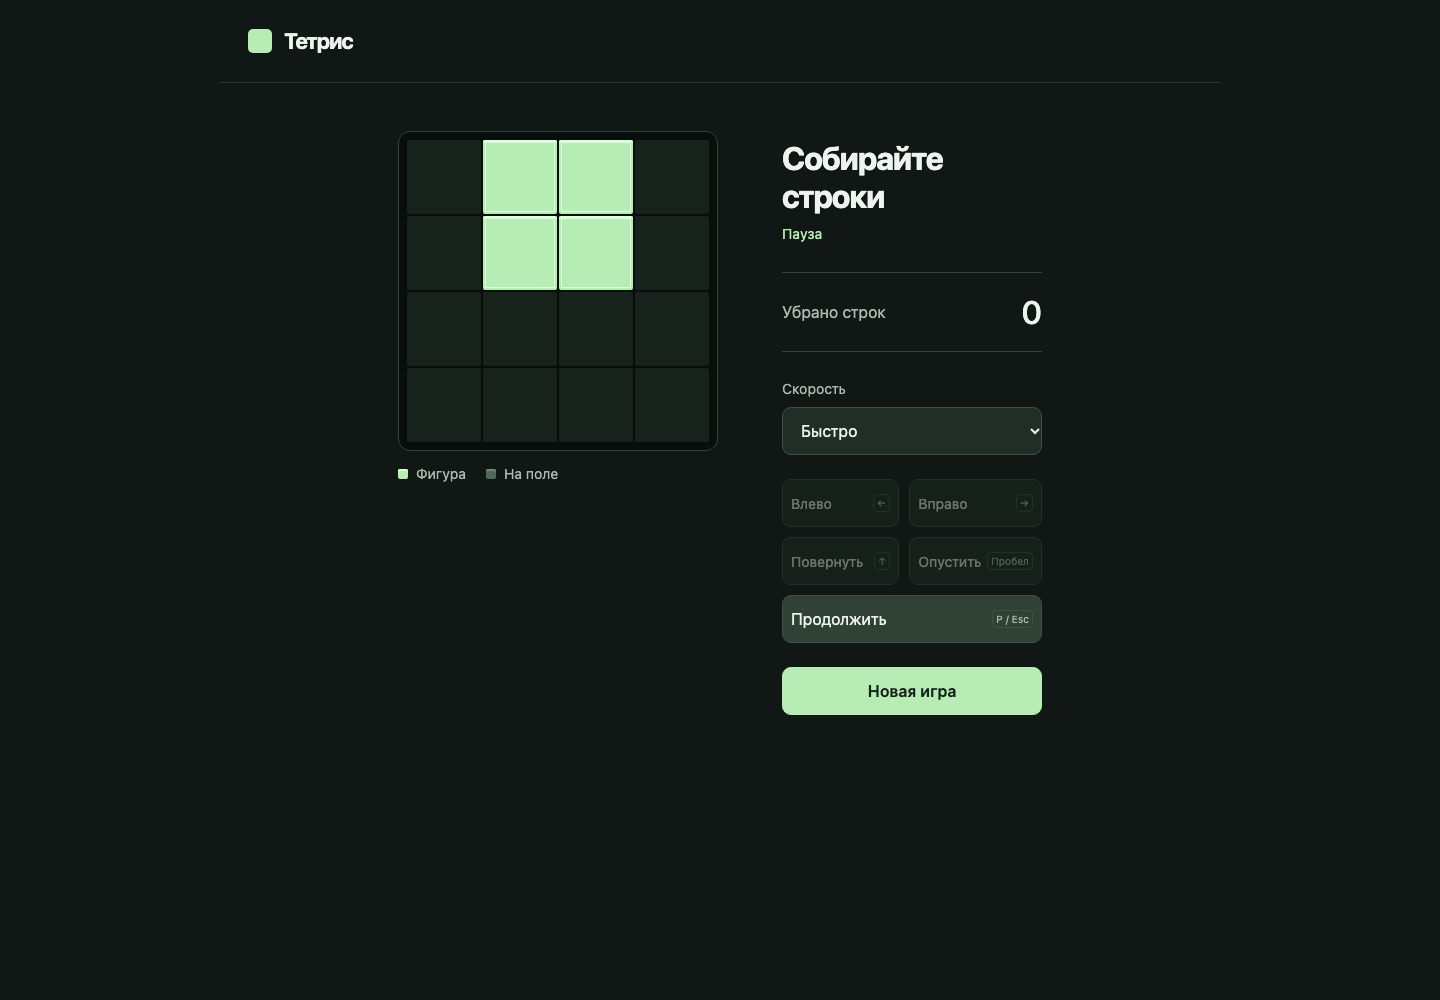 Тетрис
Собирайте
строки
Пауза
Убрано строк 0
Скорость
Быстро
Влево ←
Вправо →
Повернуть ↑
Опустить Пробел
Продолжить P / Esc
Новая игра
Фигура
На поле